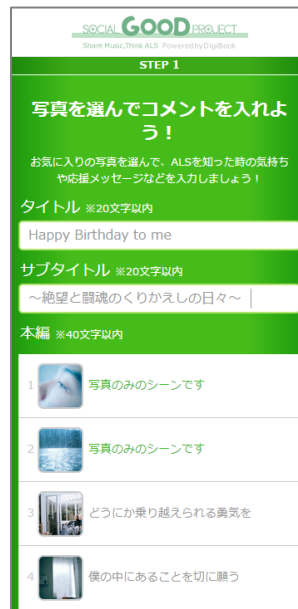 SOCIAL GOOD PROJECT
Share Music,Think ALS Powered by DigiBook
STEP 1
写真を選んでコメントを入れよ
う！
お気に入りの写真を選んで、ALSを知った時の気持ち
や応援メッセージなどを入力しましょう！
タイトル ※20文字以内
Happy Birthday to me
サブタイトル ※20文字以内
～絶望と闘魂のくりかえしの日々～
本編 ※40文字以内
1 写真のみのシーンです
2 写真のみのシーンです
3 どうにか乗り越えられる勇気を
4 僕の中にあることを切に願う